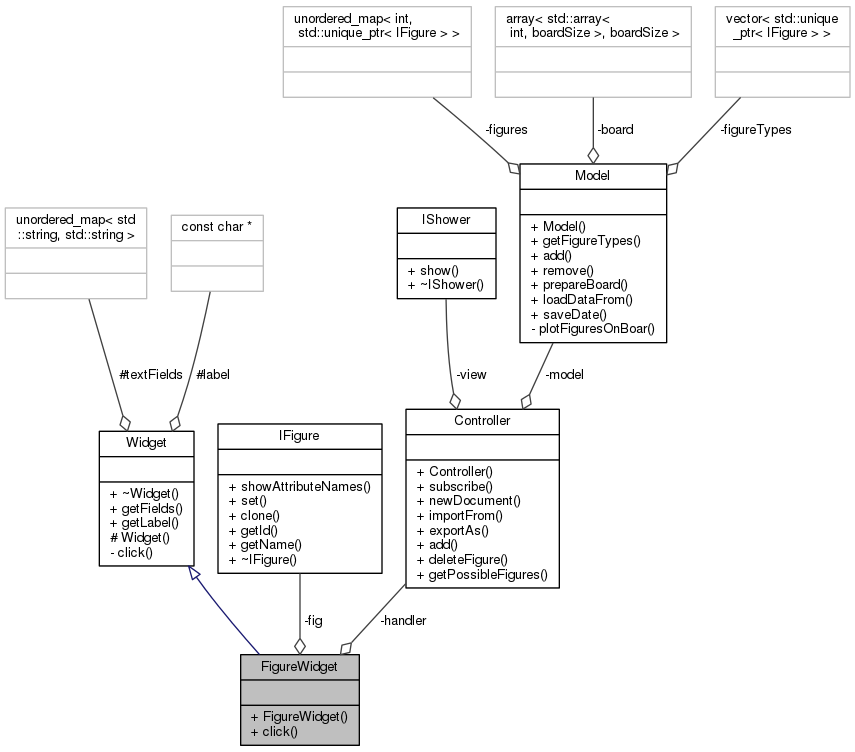 unordered_map< int,
std::unique_ptr< IFigure > >
array< std::array<
int, boardSize >, boardSize >
vector< std::unique
_ptr< IFigure > >
-figures
-board
-figureTypes
Model
+ Model()
+ getFigureTypes()
+ add()
+ remove()
+ prepareBoard()
+ loadDataFrom()
+ saveDate()
- plotFiguresOnBoar()
unordered_map< std
::string, std::string >
const char *
IShower
+ show()
+ ~IShower()
#textFields
#label
-view
-model
Widget
+ ~Widget()
+ getFields()
+ getLabel()
# Widget()
- click()
IFigure
+ showAttributeNames()
+ set()
+ clone()
+ getId()
+ getName()
+ ~IFigure()
Controller
+ Controller()
+ subscribe()
+ newDocument()
+ importFrom()
+ exportAs()
+ add()
+ deleteFigure()
+ getPossibleFigures()
-fig
-handler
FigureWidget
+ FigureWidget()
+ click()